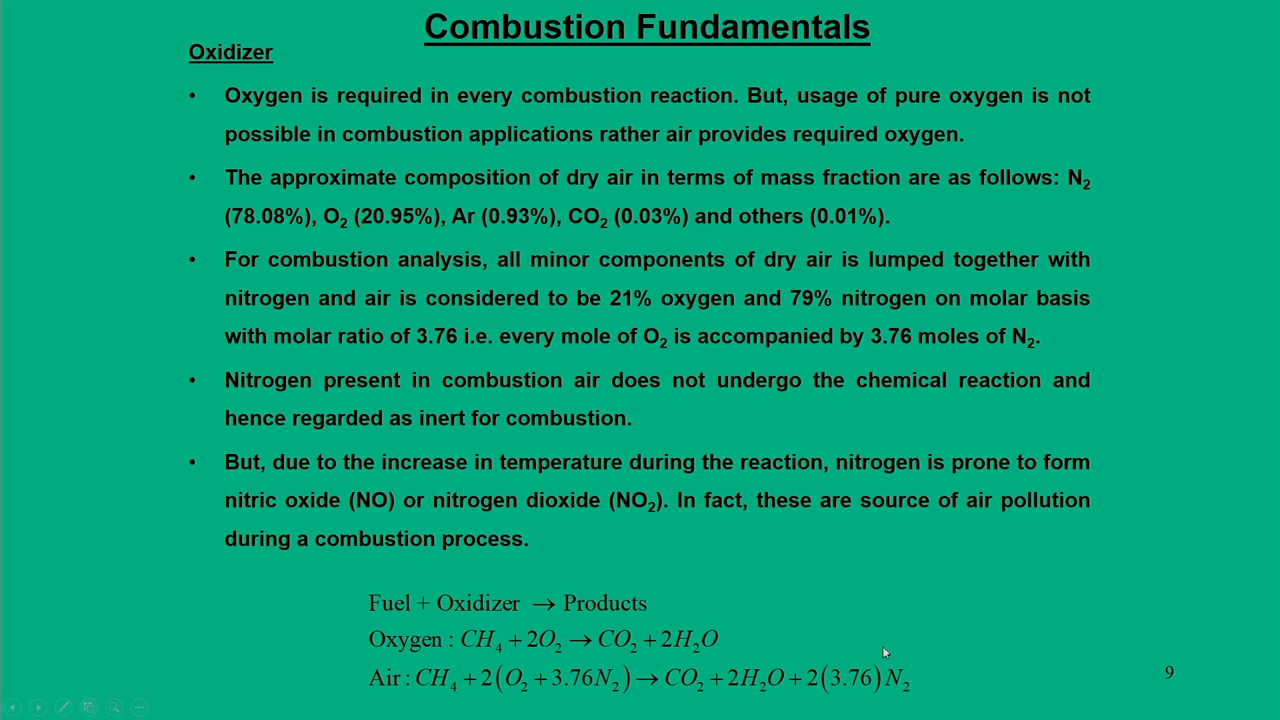 Combustion Fundamentals
Oxidizer
• Oxygen is required in every combustion reaction. But, usage of pure oxygen is not
possible in combustion applications rather air provides required oxygen.
• The approximate composition of dry air in terms of mass fraction are as follows: N₂
(78.08%), O₂ (20.95%), Ar (0.93%), CO₂ (0.03%) and others (0.01%).
• For combustion analysis, all minor components of dry air is lumped together with
nitrogen and air is considered to be 21% oxygen and 79% nitrogen on molar basis
with molar ratio of 3.76 i.e. every mole of O₂ is accompanied by 3.76 moles of N₂.
• Nitrogen present in combustion air does not undergo the chemical reaction and
hence regarded as inert for combustion.
• But, due to the increase in temperature during the reaction, nitrogen is prone to form
nitric oxide (NO) or nitrogen dioxide (NO₂). In fact, these are source of air pollution
during a combustion process.
Fuel + Oxidizer → Products
Oxygen : CH₄ + 2O₂ → CO₂ + 2H₂O
Air : CH₄ + 2(O₂ + 3.76N₂) → CO₂ + 2H₂O + 2(3.76)N₂
9